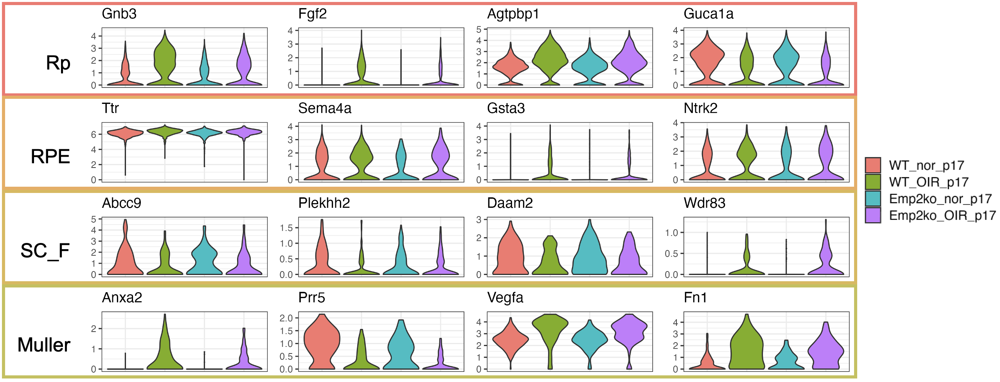 Gnb3 Fgf2 Agtpbp1 Guca1a
Rp
4 3 2 1 0
4 3 2 1 0
5 4 3 2 1 0
4 3 2 1 0
Ttr Sema4a Gsta3 Ntrk2
RPE
6 4 2 0
4 3 2 1 0
4 3 2 1 0
4 3 2 1 0
Abcc9 Plekhh2 Daam2 Wdr83
SC_F
5 4 3 2 1 0
1.5 1.0 0.5 0.0
3 2 1 0
1.0 0.5 0.0
Anxa2 Prr5 Vegfa Fn1
Muller
2 1 0
2.0 1.5 1.0 0.5 0.0
4 3 2 1 0
4 3 2 1 0
WT_nor_p17
WT_OIR_p17
Emp2ko_nor_p17
Emp2ko_OIR_p17